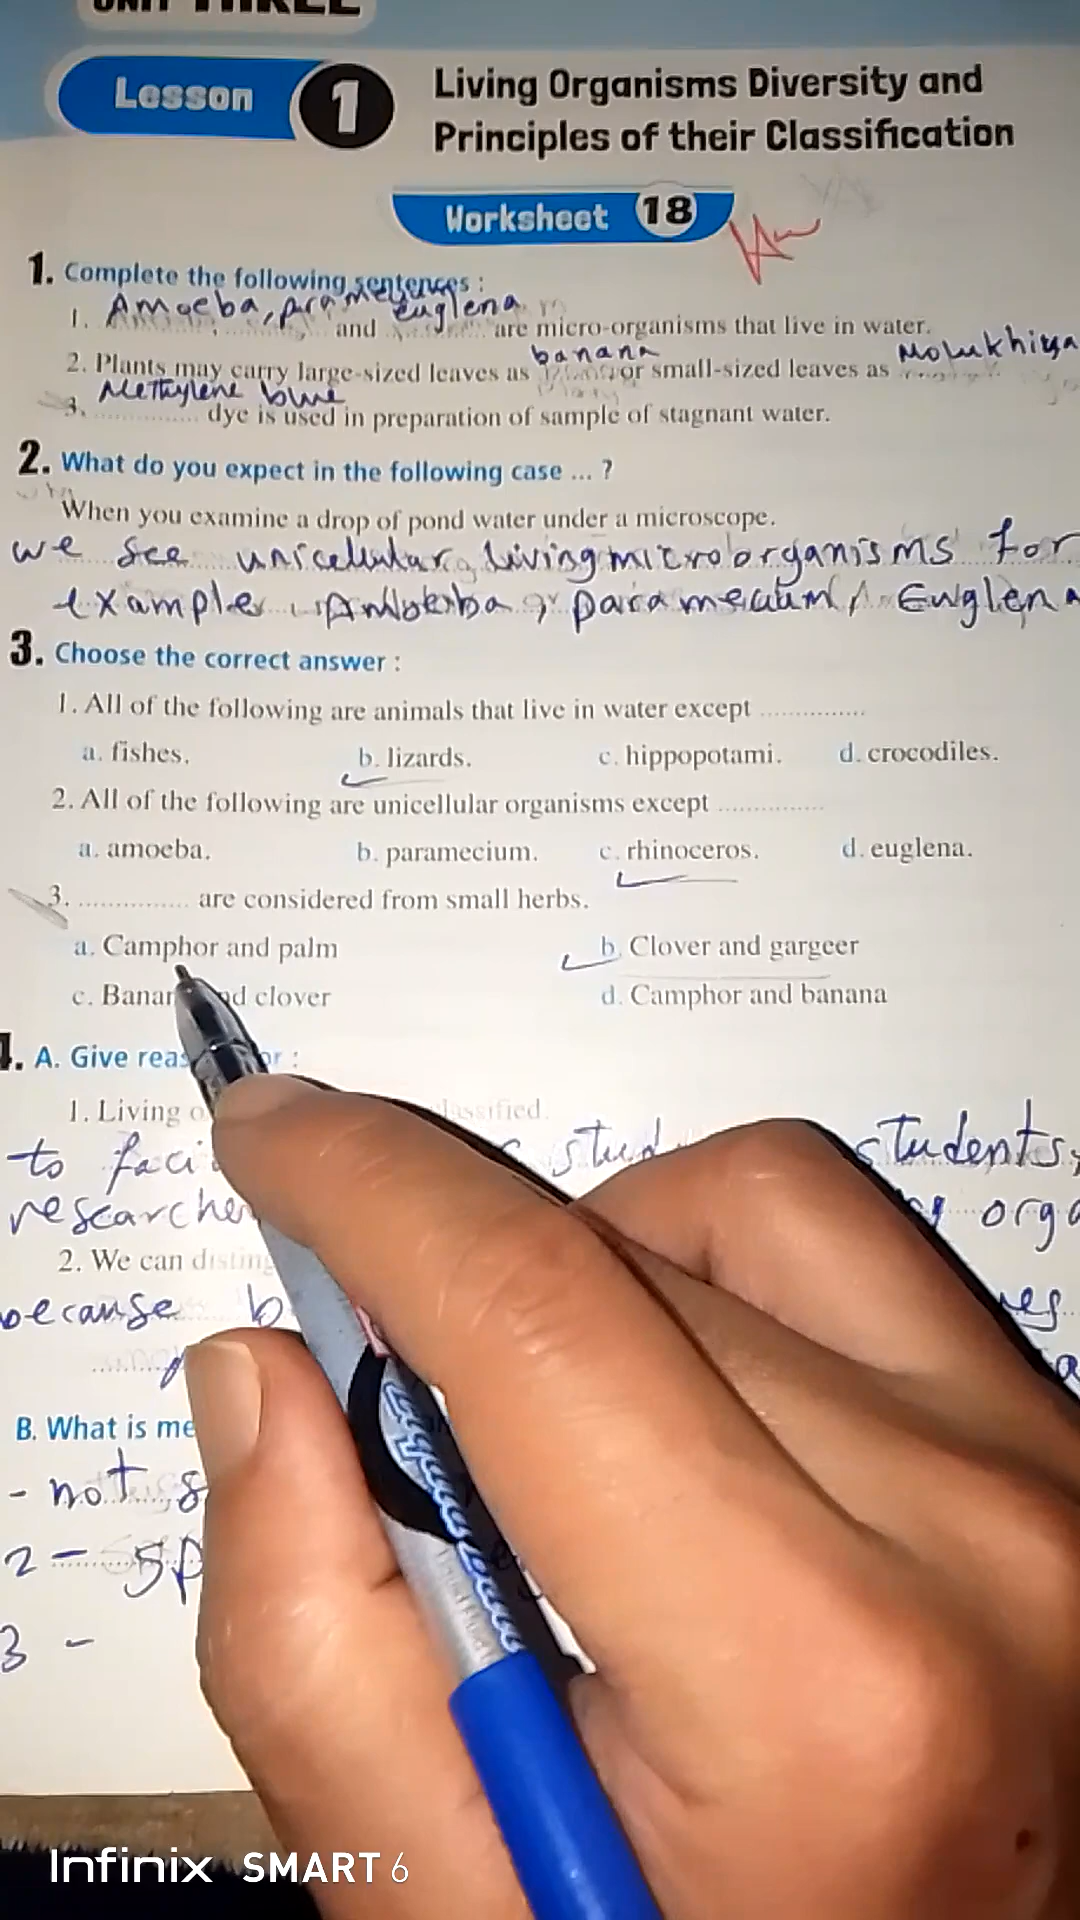 UNIT THREE
Lesson 1 Living Organisms Diversity and
Principles of their Classification
Worksheet 18
1. Complete the following sentences :
Amoeba, euglena
1. and are micro-organisms that live in water.
banana Molukhiya
2. Plants may carry large-sized leaves as or small-sized leaves as
Methylene blue
3. dye is used in preparation of sample of stagnant water.
2. What do you expect in the following case ... ?
When you examine a drop of pond water under a microscope.
we see unicellular living microorganisms for
example Amoeba, paramecium, Euglena
3. Choose the correct answer :
1. All of the following are animals that live in water except ...............
a. fishes. b. lizards. c. hippopotami. d. crocodiles.
2. All of the following are unicellular organisms except ...............
a. amoeba. b. paramecium. c. rhinoceros. d. euglena.
3. ............... are considered from small herbs.
a. Camphor and palm b. Clover and gargeer
c. clover d. Camphor and banana
4. A. Give
1. Living
to students,
2. We can
because
B. What is
- not
2 -
3 -
Infinix SMART 6